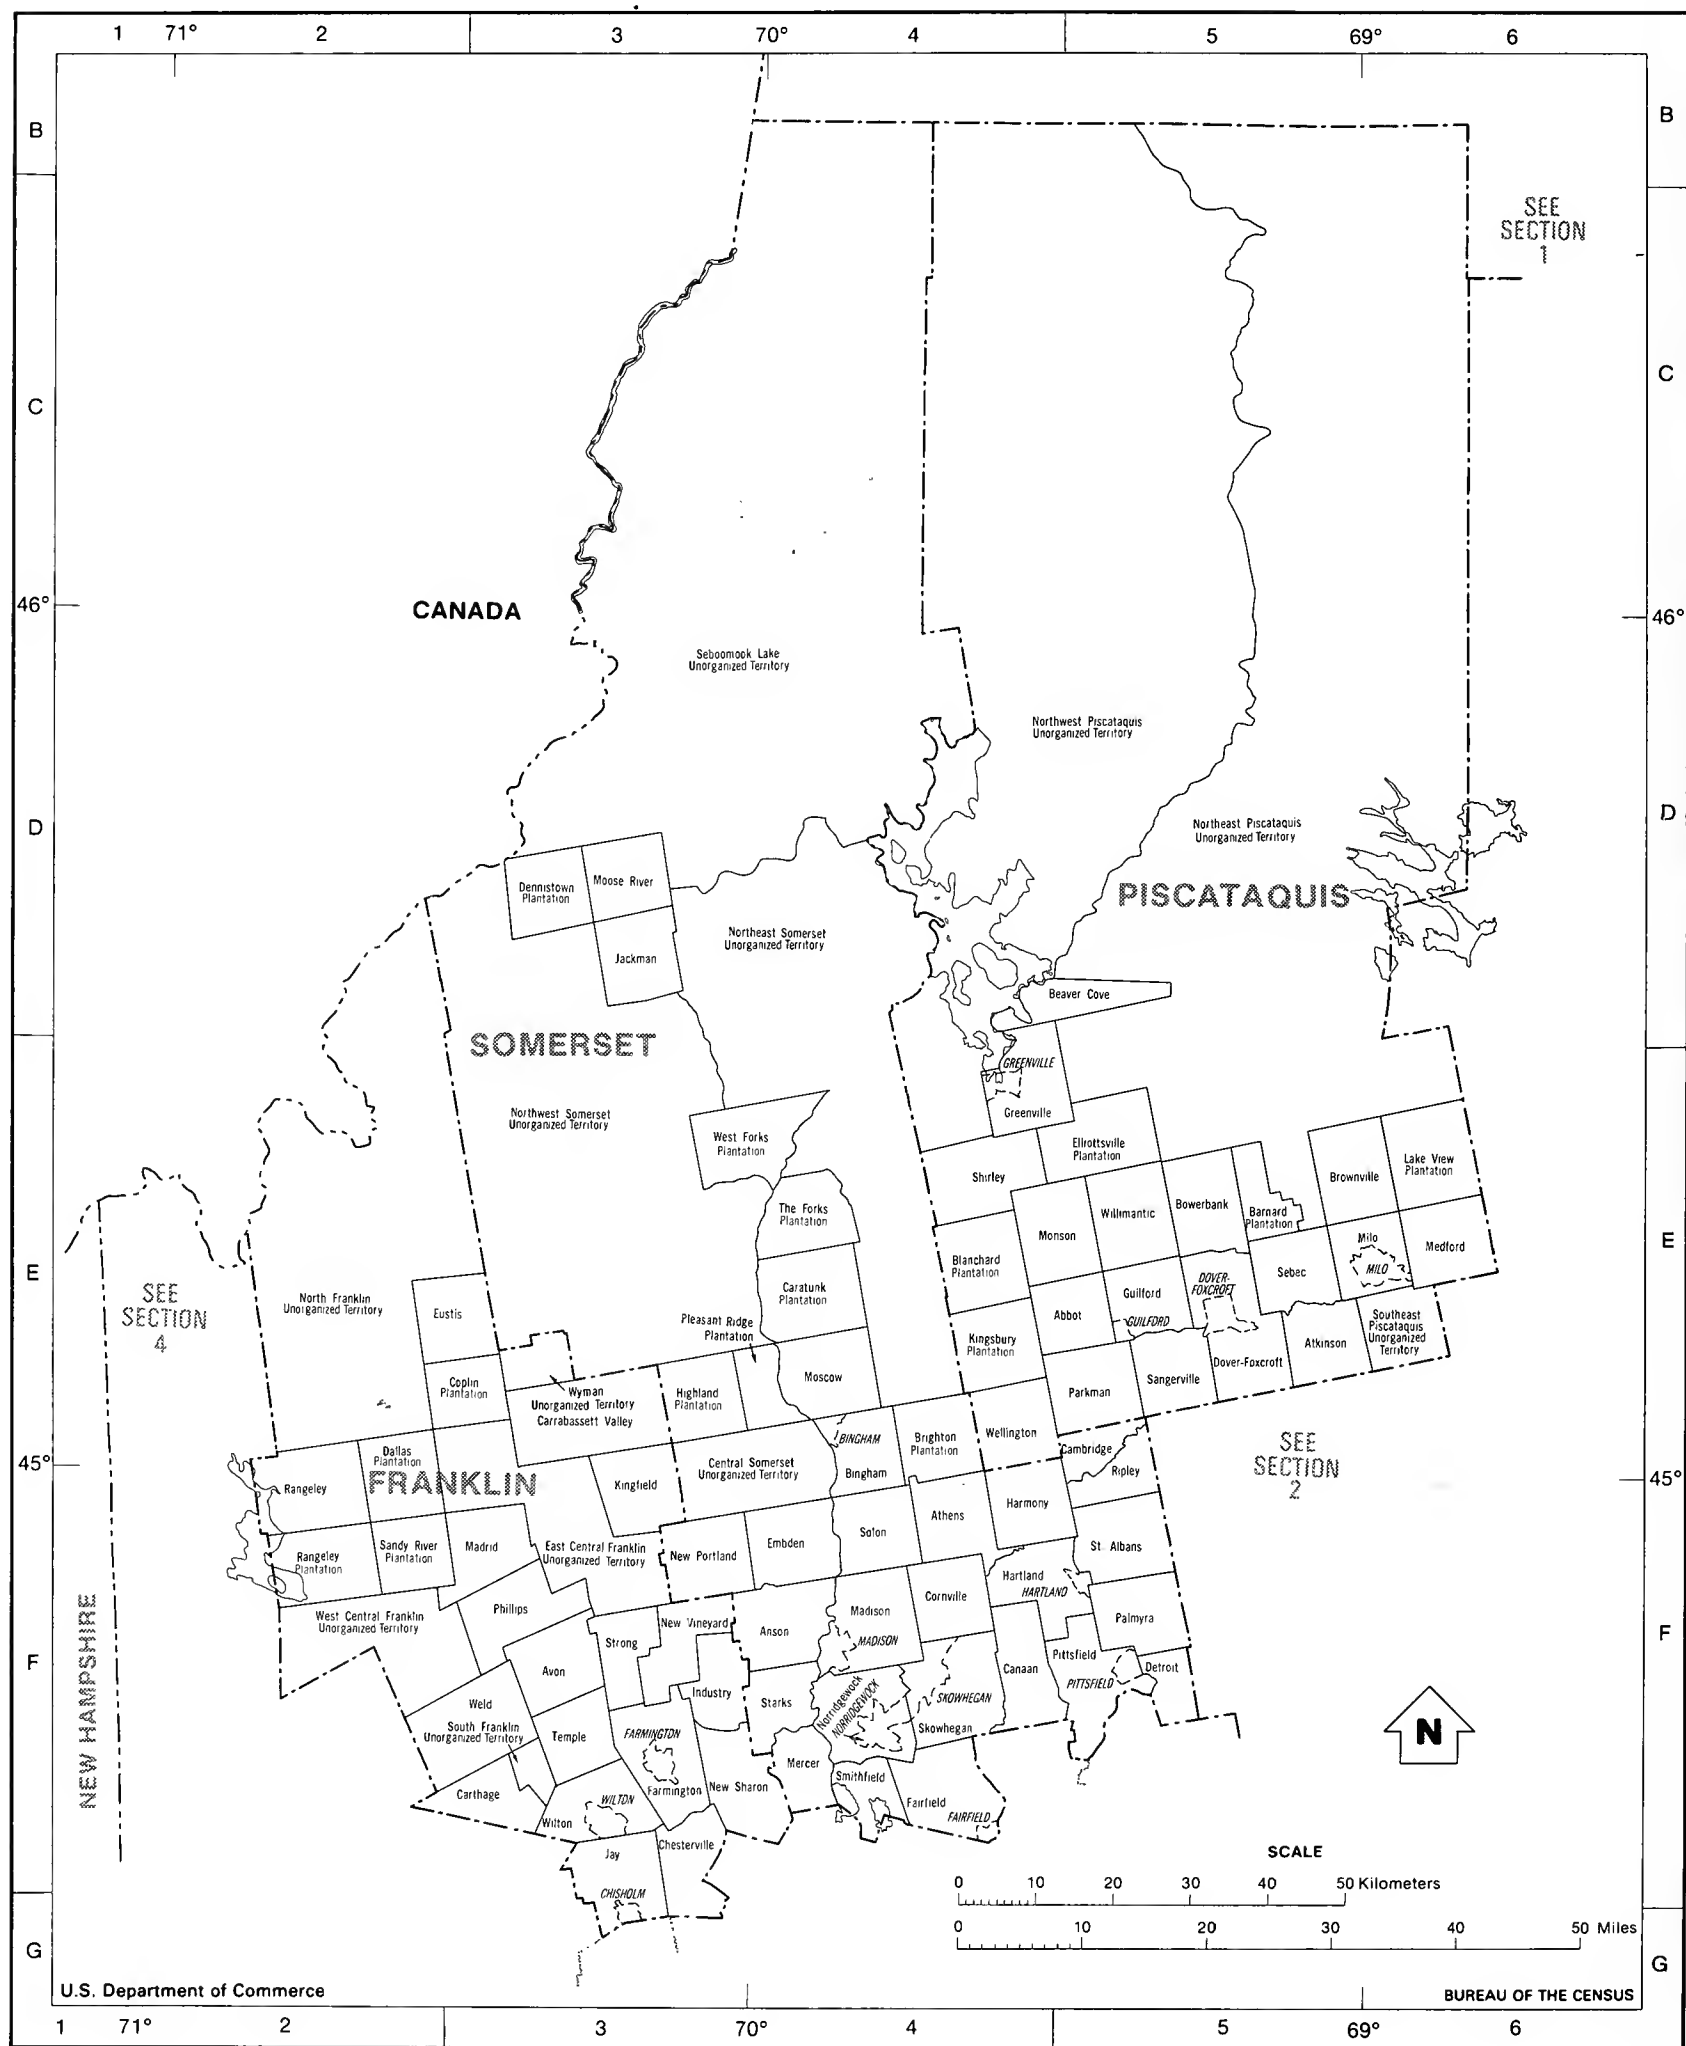 1 71° 2 3 70° 4 5 69° 6
B
B
SEE
SECTION
1
C
C
46°
CANADA
46°
Seboomook Lake
Unorganized Territory
Northwest Piscataquis
Unorganized Territory
D
D
Northeast Piscataquis
Unorganized Territory
Dennistown
Plantation
Moose River
PISCATAQUIS
Northeast Somerset
Unorganized Territory
Jackman
Beaver Cove
SOMERSET
GREENVILLE
Greenville
Northwest Somerset
Unorganized Territory
West Forks
Plantation
Elliottsville
Plantation
Shirley
Brownville
Lake View
Plantation
The Forks
Plantation
Monson
Willimantic
Bowerbank
Barnard
Plantation
E
E
Blanchard
Plantation
Milo
MILO
Medford
Sebec
SEE
SECTION
4
North Franklin
Unorganized Territory
Eustis
Caratunk
Plantation
Pleasant Ridge
Plantation
Abbot
Guilford
GUILFORD
DOVER-
FOXCROFT
Southeast
Piscataquis
Unorganized
Territory
Kingsbury
Plantation
Atkinson
Dover-Foxcroft
Sangerville
Parkman
Coplin
Plantation
Wyman
Unorganized Territory
Carrabassett Valley
Highland
Plantation
Moscow
BINGHAM
Bingham
Brighton
Plantation
Wellington
Cambridge
Ripley
SEE
SECTION
2
45°
45°
Dallas
Plantation
FRANKLIN
Rangeley
Kingfield
Central Somerset
Unorganized Territory
Harmony
Athens
Solon
Embden
New Portland
East Central Franklin
Unorganized Territory
Madrid
Sandy River
Plantation
Rangeley
Plantation
St. Albans
Hartland
HARTLAND
Cornville
Palmyra
West Central Franklin
Unorganized Territory
Phillips
New Vineyard
Strong
Anson
Madison
MADISON
F
F
Pittsfield
PITTSFIELD
Detroit
Canaan
Avon
Industry
Starks
Norridgewock
NORRIDGEWOCK
SKOWHEGAN
Skowhegan
Weld
South Franklin
Unorganized Territory
Temple
FARMINGTON
Farmington
New Sharon
Mercer
Smithfield
Fairfield
FAIRFIELD
NEW HAMPSHIRE
N
Carthage
WILTON
Wilton
Jay
Chesterville
CHISHOLM
SCALE
0 10 20 30 40 50 Kilometers
0 10 20 30 40 50 Miles
G
G
U.S. Department of Commerce
BUREAU OF THE CENSUS
1 71° 2 3 70° 4 5 69° 6